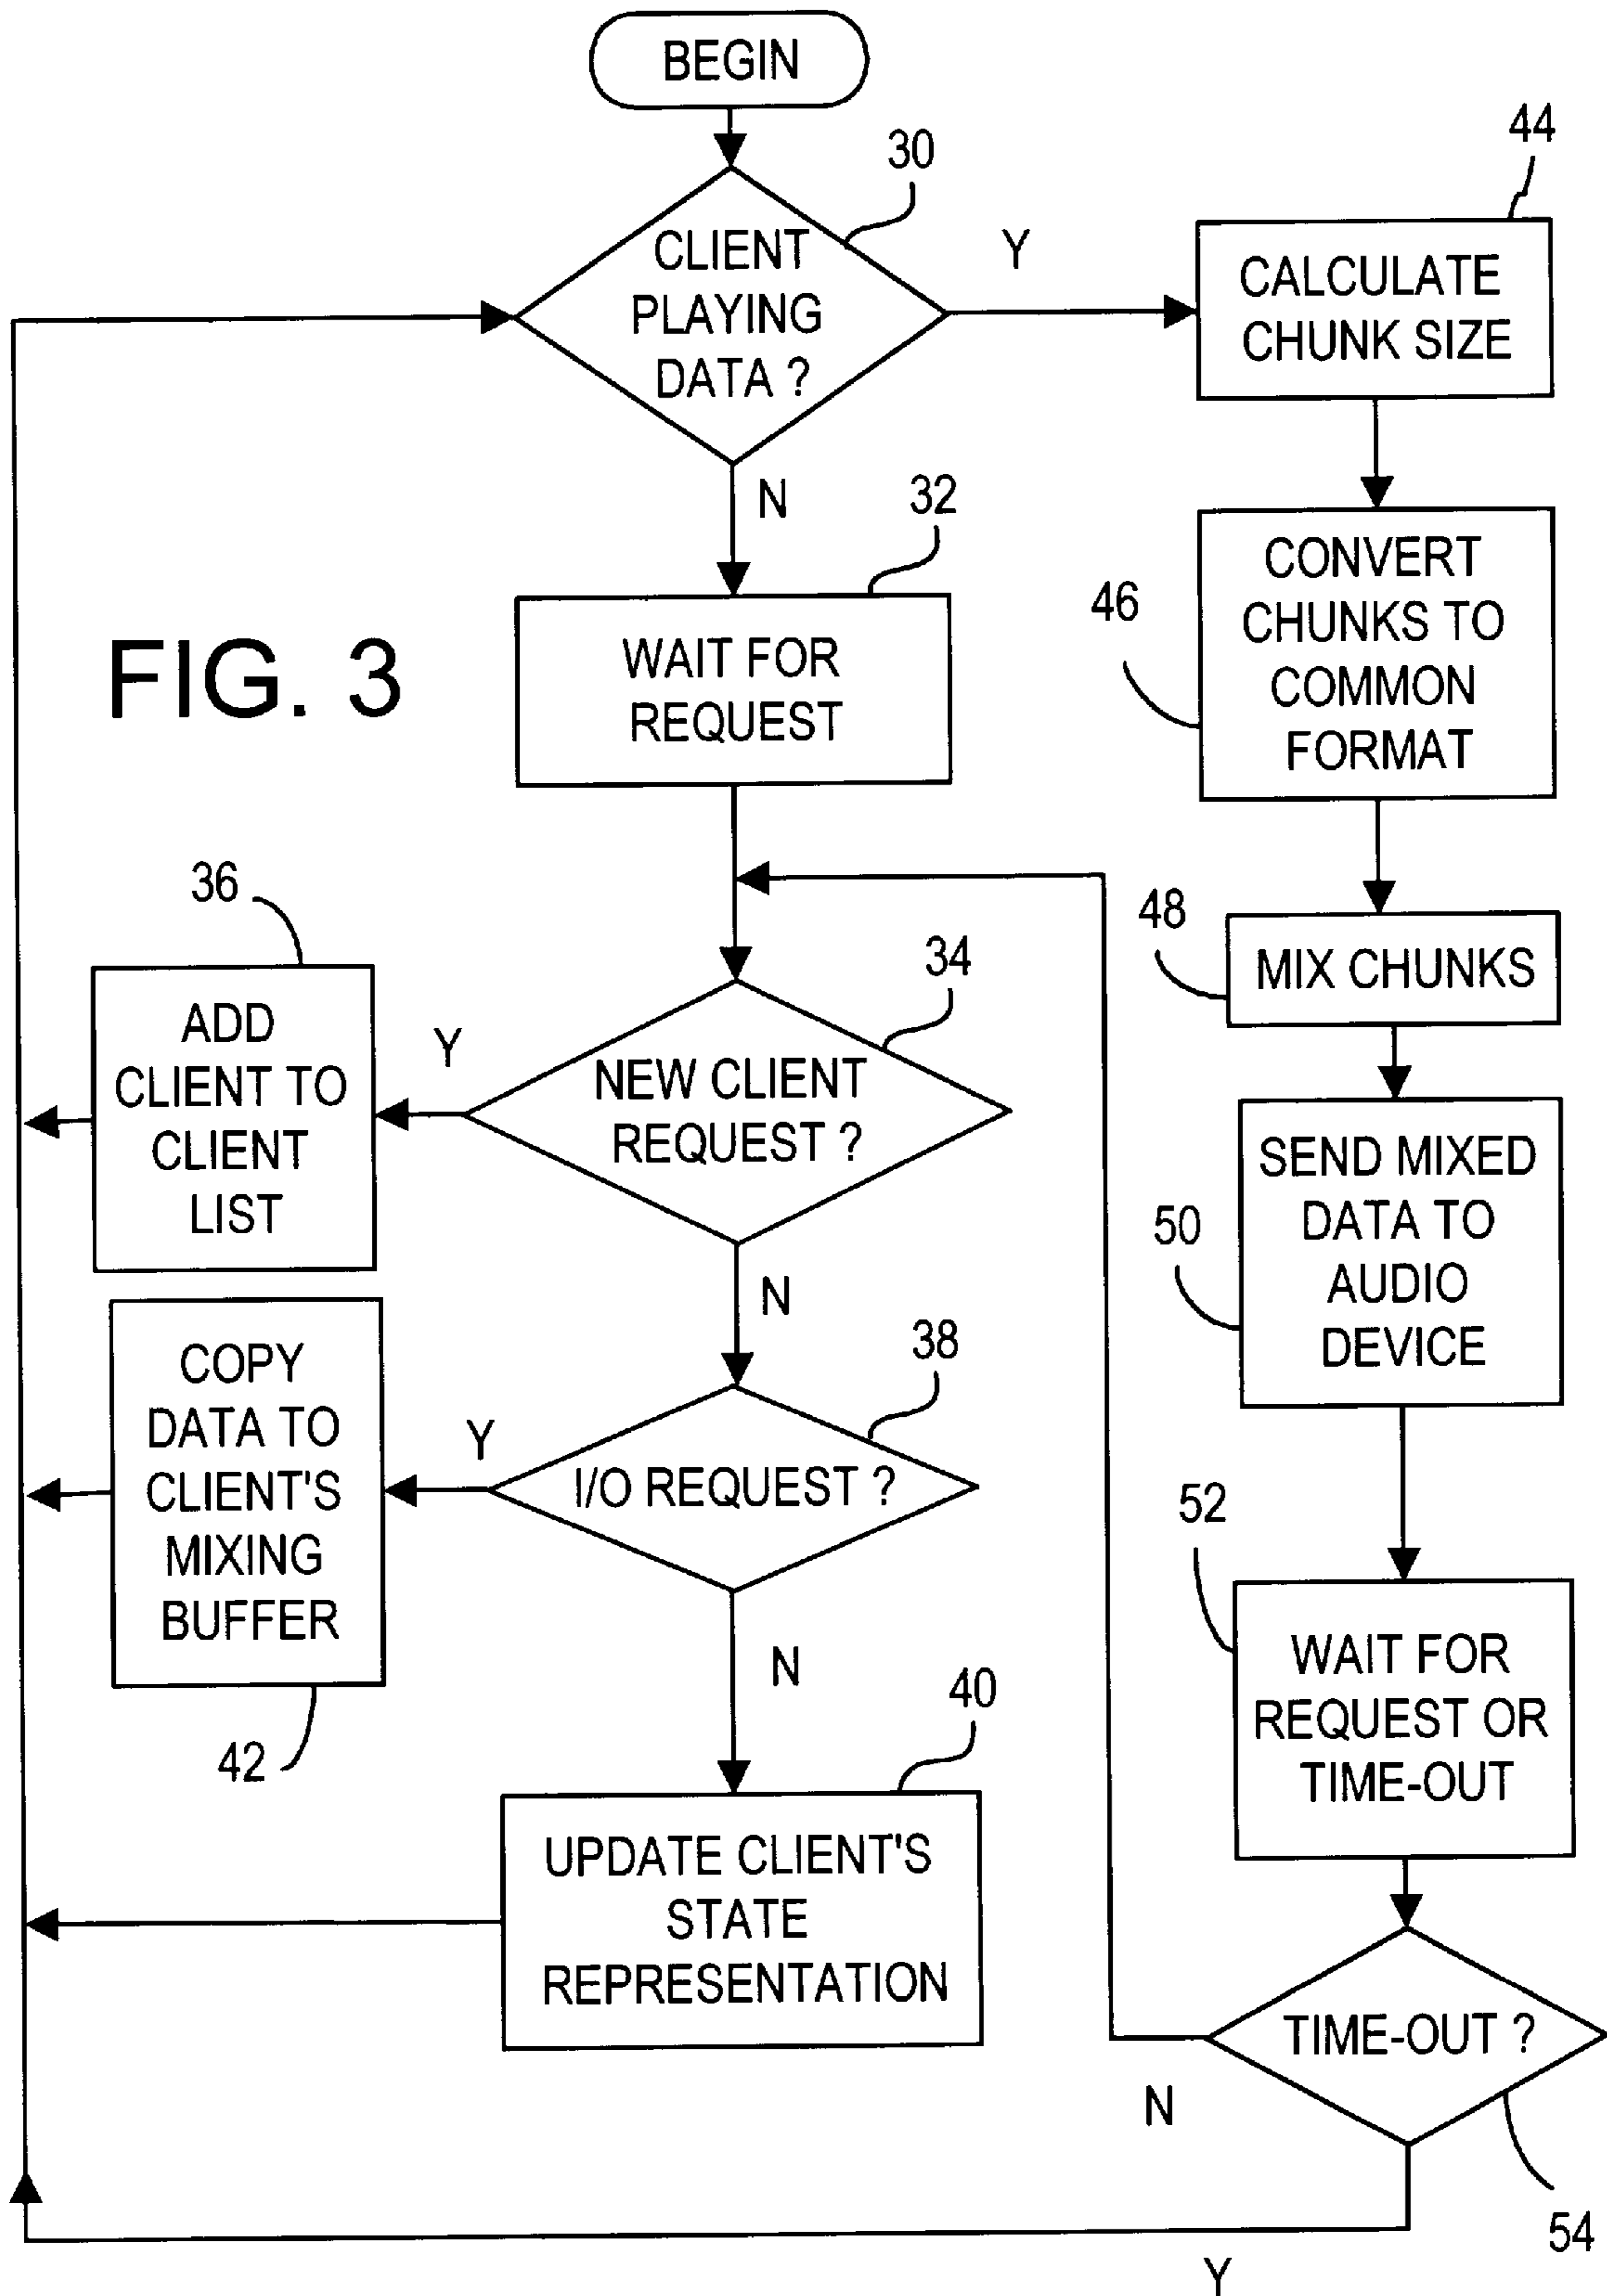 BEGIN
30
CLIENT
PLAYING
DATA ?
Y
N
44
CALCULATE
CHUNK SIZE
32
WAIT FOR
REQUEST
FIG. 3
46
CONVERT
CHUNKS TO
COMMON
FORMAT
36
ADD
CLIENT TO
CLIENT
LIST
Y
34
NEW CLIENT
REQUEST ?
N
48
MIX CHUNKS
50
SEND MIXED
DATA TO
AUDIO
DEVICE
COPY
DATA TO
CLIENT'S
MIXING
BUFFER
42
Y
38
I/O REQUEST ?
N
52
WAIT FOR
REQUEST OR
TIME-OUT
40
UPDATE CLIENT'S
STATE
REPRESENTATION
TIME-OUT ?
N
54
Y